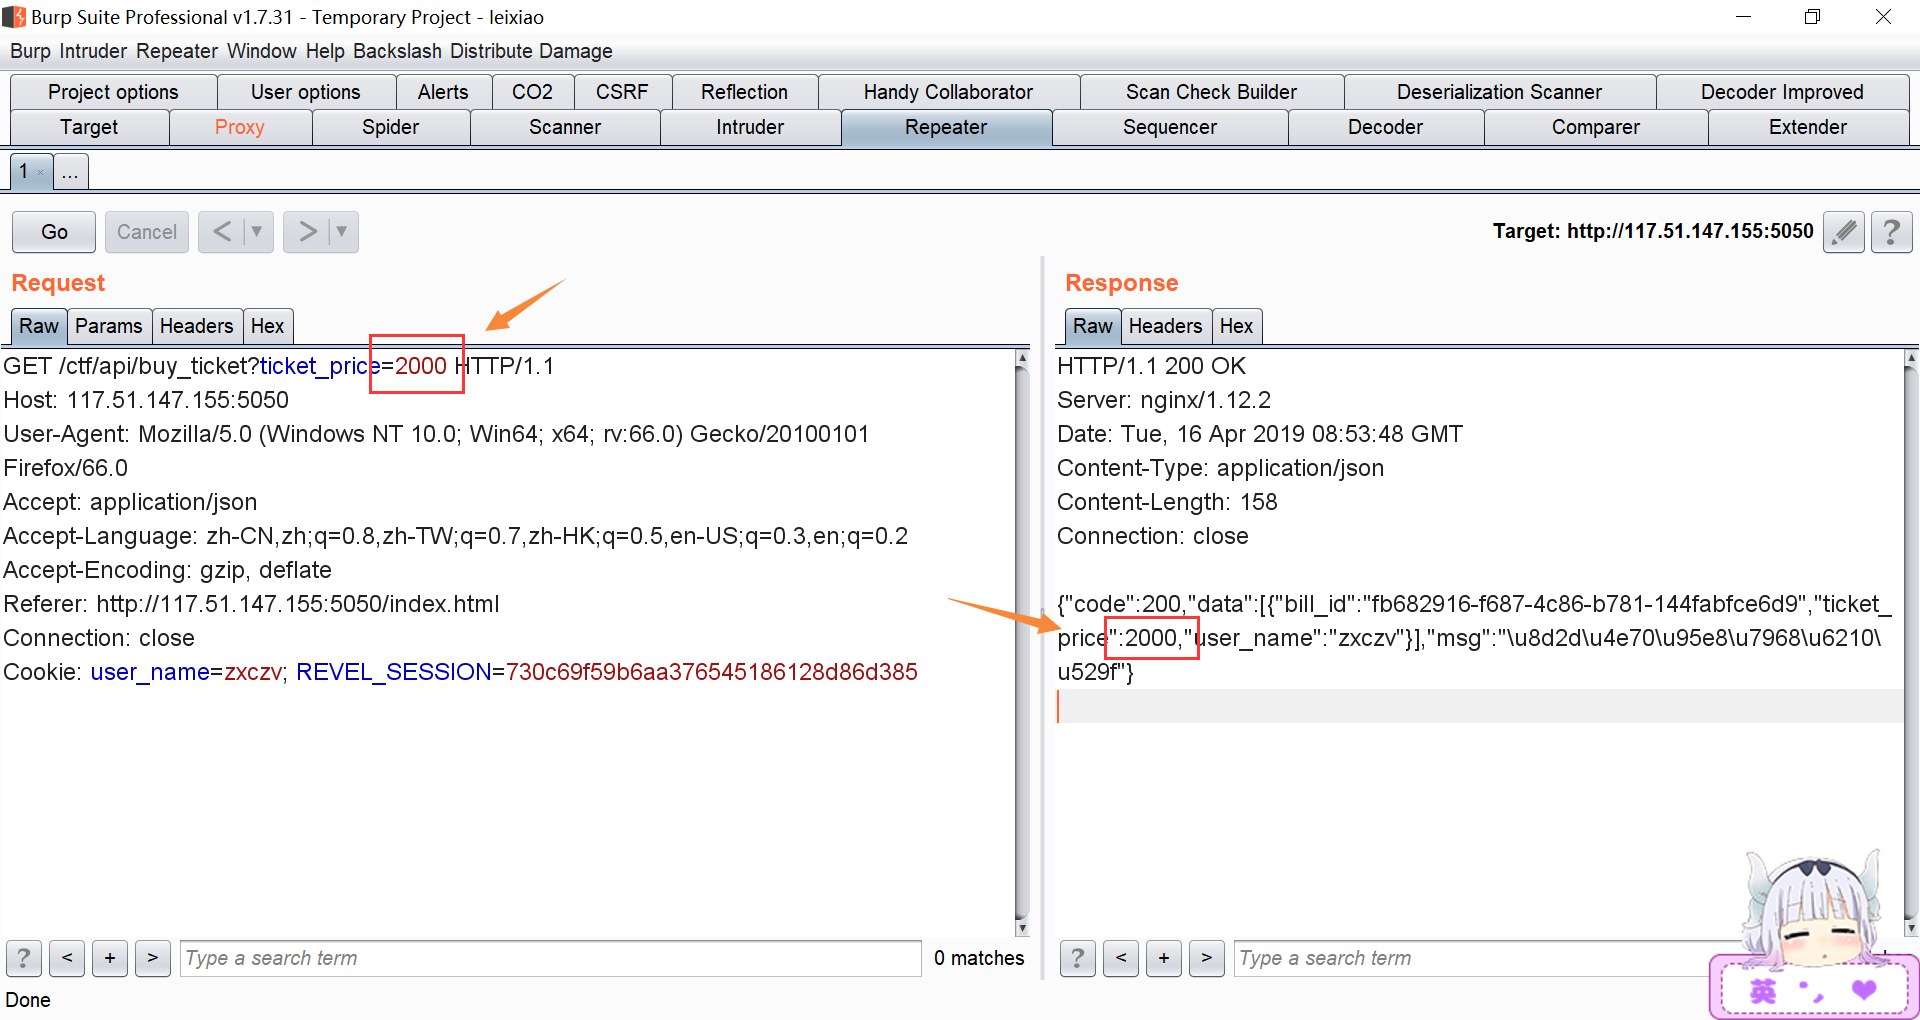 Burp Suite Professional v1.7.31 - Temporary Project - leixiao
Burp Intruder Repeater Window Help Backslash Distribute Damage
Project options User options Alerts CO2 CSRF Reflection Handy Collaborator Scan Check Builder Deserialization Scanner Decoder Improved
Target Proxy Spider Scanner Intruder Repeater Sequencer Decoder Comparer Extender
1 × ...
Go Cancel < ▼ > ▼ Target: http://117.51.147.155:5050 ?
Request
Raw Params Headers Hex
GET /ctf/api/buy_ticket?ticket_price=2000 HTTP/1.1
Host: 117.51.147.155:5050
User-Agent: Mozilla/5.0 (Windows NT 10.0; Win64; x64; rv:66.0) Gecko/20100101
Firefox/66.0
Accept: application/json
Accept-Language: zh-CN,zh;q=0.8,zh-TW;q=0.7,zh-HK;q=0.5,en-US;q=0.3,en;q=0.2
Accept-Encoding: gzip, deflate
Referer: http://117.51.147.155:5050/index.html
Connection: close
Cookie: user_name=zxczv; REVEL_SESSION=730c69f59b6aa376545186128d86d385
? < + > Type a search term 0 matches
Response
Raw Headers Hex
HTTP/1.1 200 OK
Server: nginx/1.12.2
Date: Tue, 16 Apr 2019 08:53:48 GMT
Content-Type: application/json
Content-Length: 158
Connection: close
{"code":200,"data":[{"bill_id":"fb682916-f687-4c86-b781-144fabfce6d9","ticket_
price":2000,"user_name":"zxczv"}],"msg":"\u8d2d\u4e70\u95e8\u7968\u6210\
u529f"}
? < + > Type a search term
英
Done